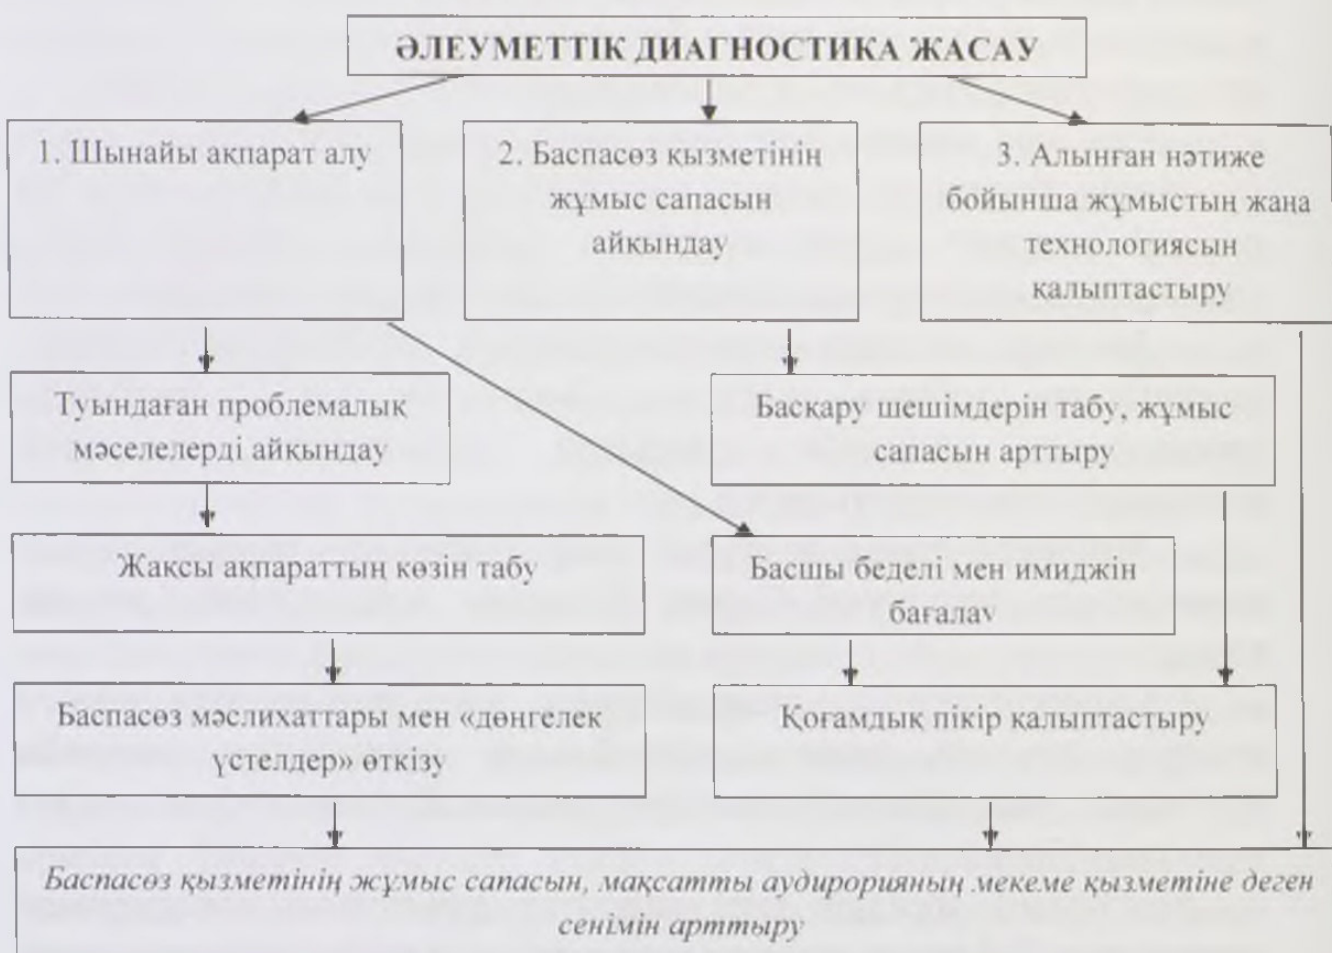 ӘЛЕУМЕТТІК ДИАГНОСТИКА ЖАСАУ
1. Шынайы ақпарат алу
2. Баспасөз қызметінің
жұмыс сапасын
айқындау
3. Алынған нәтиже
бойынша жұмыстың жаңа
технологиясын
қалыптастыру
Туындаған проблемалық
мәселелерді айқындау
Басқару шешімдерін табу, жұмыс
сапасын арттыру
Жақсы ақпараттың көзін табу
Басшы беделі мен имиджін
бағалау
Баспасөз мәслихаттары мен «дөңгелек
үстелдер» өткізу
Қоғамдық пікір қалыптастыру
Баспасөз қызметінің жұмыс сапасын, мақсатты аудирорияның мекеме қызметіне деген
сенімін арттыру